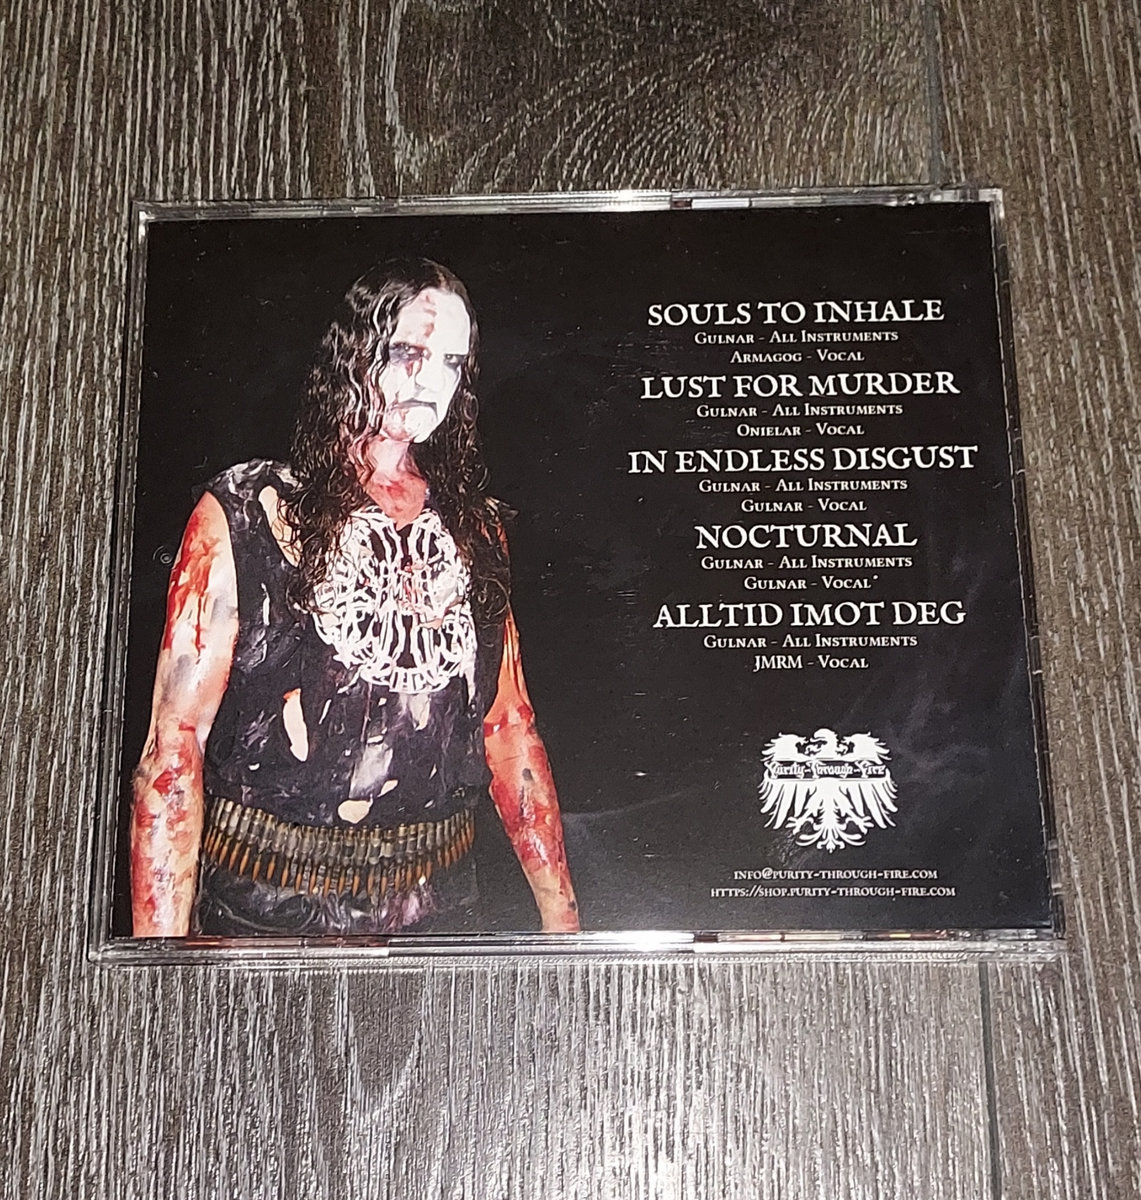 SOULS TO INHALE
GULNAR - ALL INSTRUMENTS
ARMAGOG - VOCAL
LUST FOR MURDER
GULNAR - ALL INSTRUMENTS
ONIELAR - VOCAL
IN ENDLESS DISGUST
GULNAR - ALL INSTRUMENTS
GULNAR - VOCAL
NOCTURNAL
GULNAR - ALL INSTRUMENTS
GULNAR - VOCAL
ALLTID IMOT DEG
GULNAR - ALL INSTRUMENTS
JMRM - VOCAL
Purity-Through-Fire
INFO@PURITY-THROUGH-FIRE.COM
HTTPS://SHOP.PURITY-THROUGH-FIRE.COM